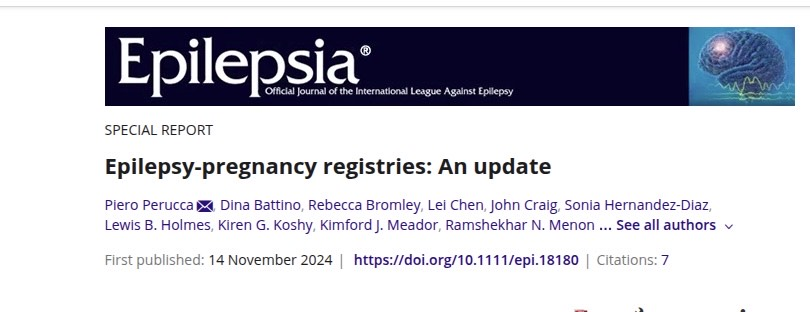 Epilepsia®
Official Journal of the International League Against Epilepsy
SPECIAL REPORT
Epilepsy-pregnancy registries: An update
Piero Perucca, Dina Battino, Rebecca Bromley, Lei Chen, John Craig, Sonia Hernandez-Diaz,
Lewis B. Holmes, Kiren G. Koshy, Kimford J. Meador, Ramshekhar N. Menon ... See all authors
First published: 14 November 2024 | https://doi.org/10.1111/epi.18180 | Citations: 7